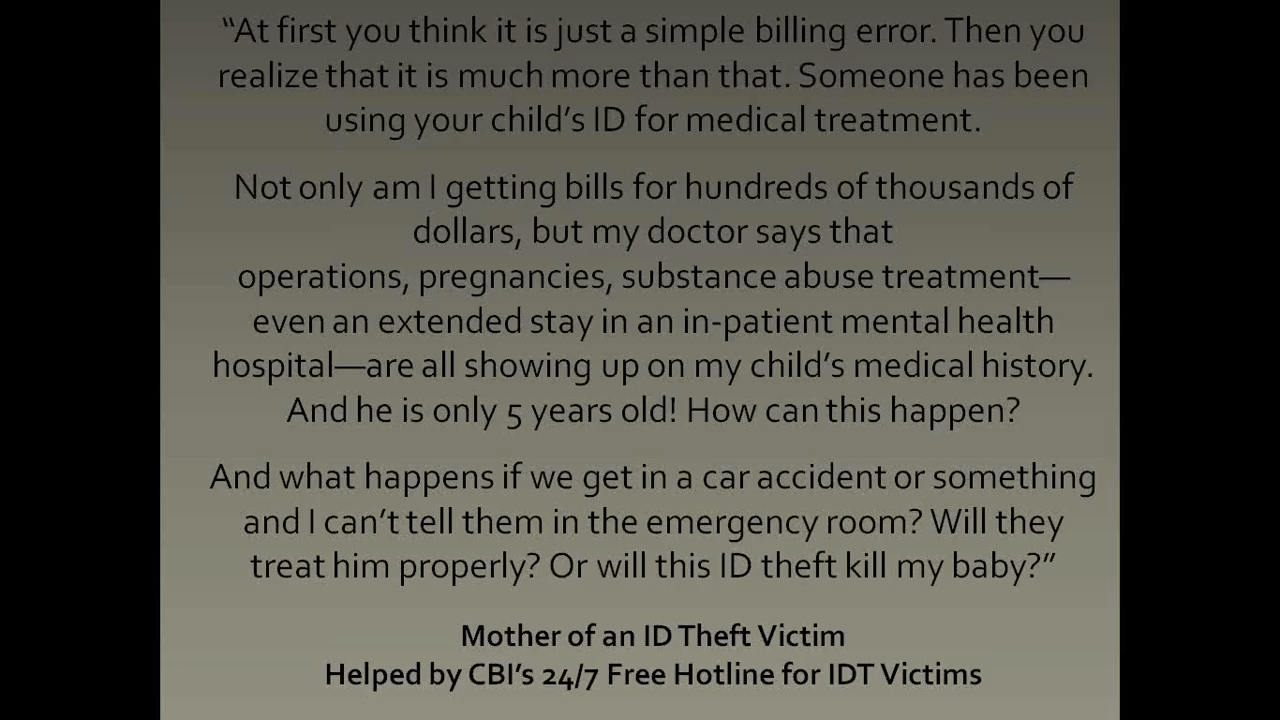 “At first you think it is just a simple billing error. Then you
realize that it is much more than that. Someone has been
using your child’s ID for medical treatment.
Not only am I getting bills for hundreds of thousands of
dollars, but my doctor says that
operations, pregnancies, substance abuse treatment—
even an extended stay in an in-patient mental health
hospital—are all showing up on my child’s medical history.
And he is only 5 years old! How can this happen?
And what happens if we get in a car accident or something
and I can’t tell them in the emergency room? Will they
treat him properly? Or will this ID theft kill my baby?”
Mother of an ID Theft Victim
Helped by CBI’s 24/7 Free Hotline for IDT Victims